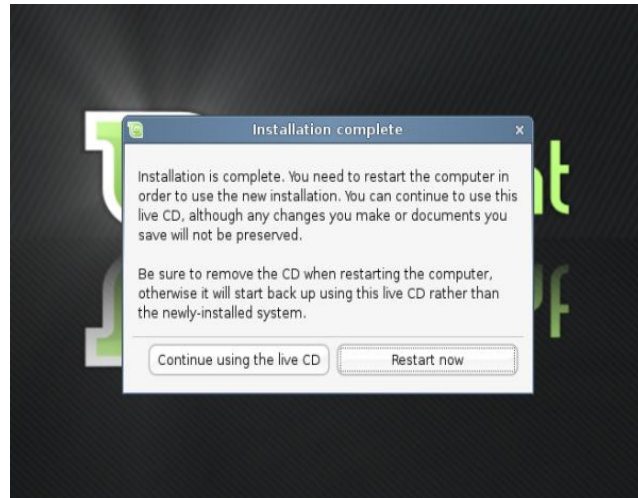 Installation complete
x
Installation is complete. You need to restart the computer in
order to use the new installation. You can continue to use this
live CD, although any changes you make or documents you
save will not be preserved.
Be sure to remove the CD when restarting the computer,
otherwise it will start back up using this live CD rather than
the newly-installed system.
Continue using the live CD
Restart now